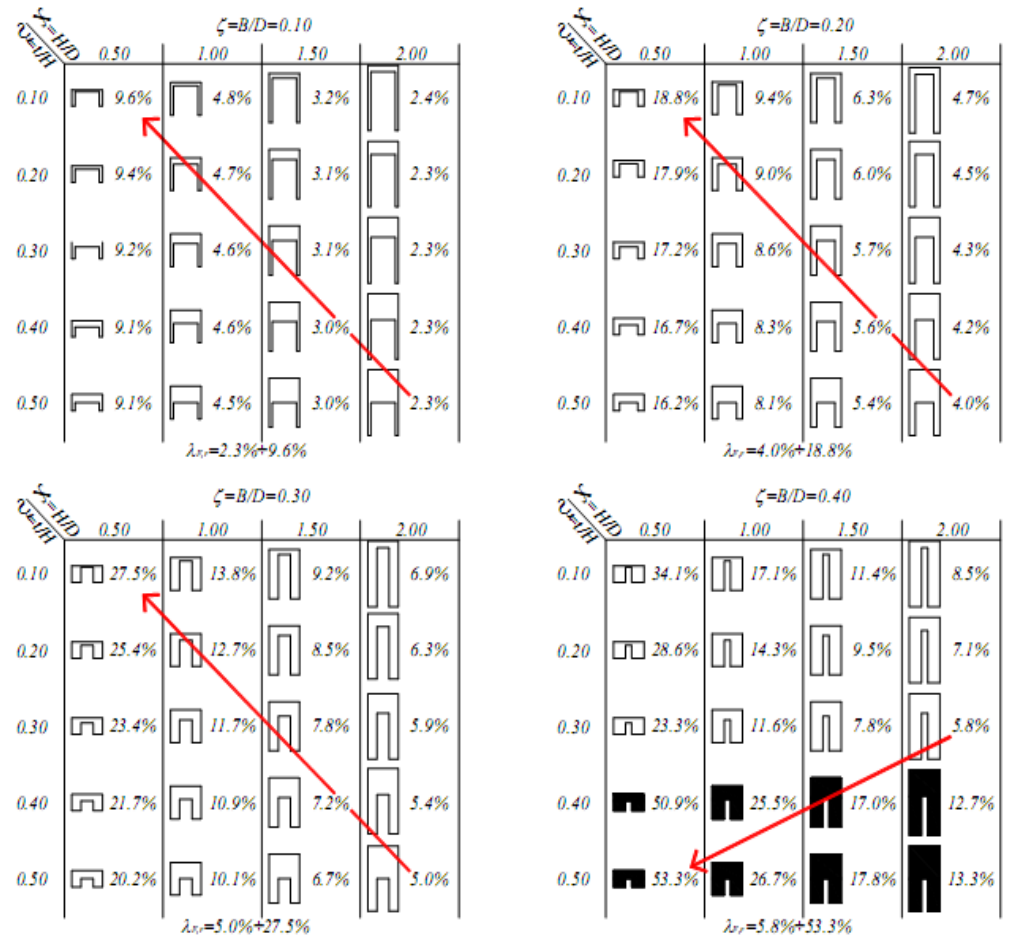 ζ=B/D=0.10
χ=H/D
υ=t/H
0.50 1.00 1.50 2.00
0.10 9.6% 4.8% 3.2% 2.4%
0.20 9.4% 4.7% 3.1% 2.3%
0.30 9.2% 4.6% 3.1% 2.3%
0.40 9.1% 4.6% 3.0% 2.3%
0.50 9.1% 4.5% 3.0% 2.3%
=2.3%÷9.6%
ζ=B/D=0.20
χ=H/D
υ=t/H
0.50 1.00 1.50 2.00
0.10 18.8% 9.4% 6.3% 4.7%
0.20 17.9% 9.0% 6.0% 4.5%
0.30 17.2% 8.6% 5.7% 4.3%
0.40 16.7% 8.3% 5.6% 4.2%
0.50 16.2% 8.1% 5.4% 4.0%
=4.0%÷18.8%
ζ=B/D=0.30
χ=H/D
υ=t/H
0.50 1.00 1.50 2.00
0.10 27.5% 13.8% 9.2% 6.9%
0.20 25.4% 12.7% 8.5% 6.3%
0.30 23.4% 11.7% 7.8% 5.9%
0.40 21.7% 10.9% 7.2% 5.4%
0.50 20.2% 10.1% 6.7% 5.0%
=5.0%÷27.5%
ζ=B/D=0.40
χ=H/D
υ=t/H
0.50 1.00 1.50 2.00
0.10 34.1% 17.1% 11.4% 8.5%
0.20 28.6% 14.3% 9.5% 7.1%
0.30 23.3% 11.6% 7.8% 5.8%
0.40 50.9% 25.5% 17.0% 12.7%
0.50 53.3% 26.7% 17.8% 13.3%
=5.8%÷53.3%